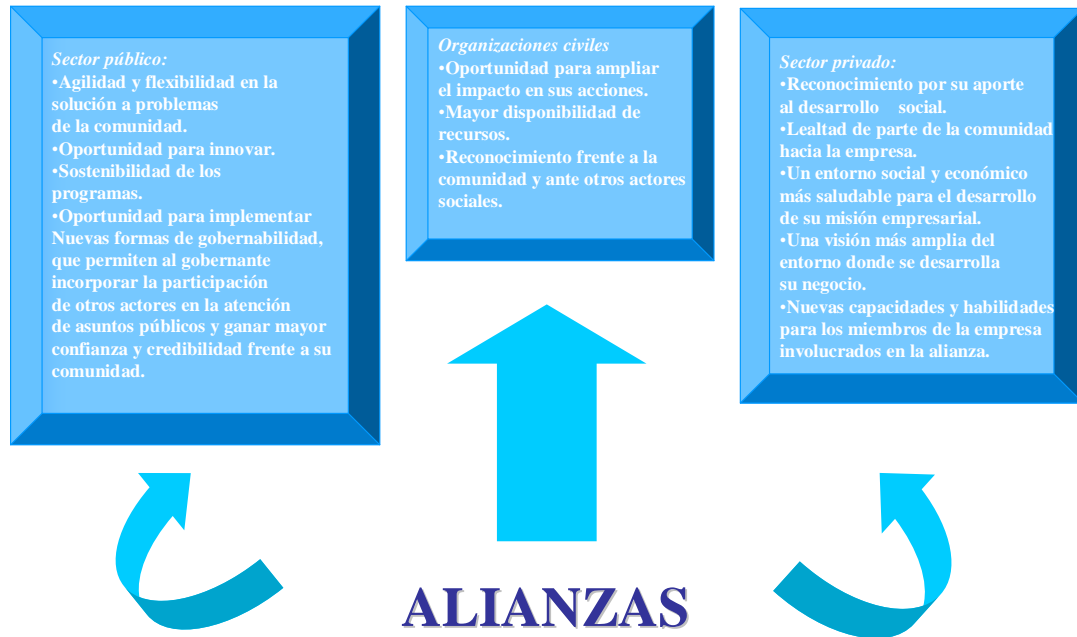 Sector público:
•Agilidad y flexibilidad en la
solución a problemas
de la comunidad.
•Oportunidad para innovar.
•Sostenibilidad de los
programas.
•Oportunidad para implementar
Nuevas formas de gobernabilidad,
que permiten al gobernante
incorporar la participación
de otros actores en la atención
de asuntos públicos y ganar mayor
confianza y credibilidad frente a su
comunidad.
Organizaciones civiles
•Oportunidad para ampliar
el impacto en sus acciones.
•Mayor disponibilidad de
recursos.
•Reconocimiento frente a la
comunidad y ante otros actores
sociales.
Sector privado:
•Reconocimiento por su aporte
al desarrollo social.
•Lealtad de parte de la comunidad
hacia la empresa.
•Un entorno social y económico
más saludable para el desarrollo
de su misión empresarial.
•Una visión más amplia del
entorno donde se desarrolla
su negocio.
•Nuevas capacidades y habilidades
para los miembros de la empresa
involucrados en la alianza.
ALIANZAS